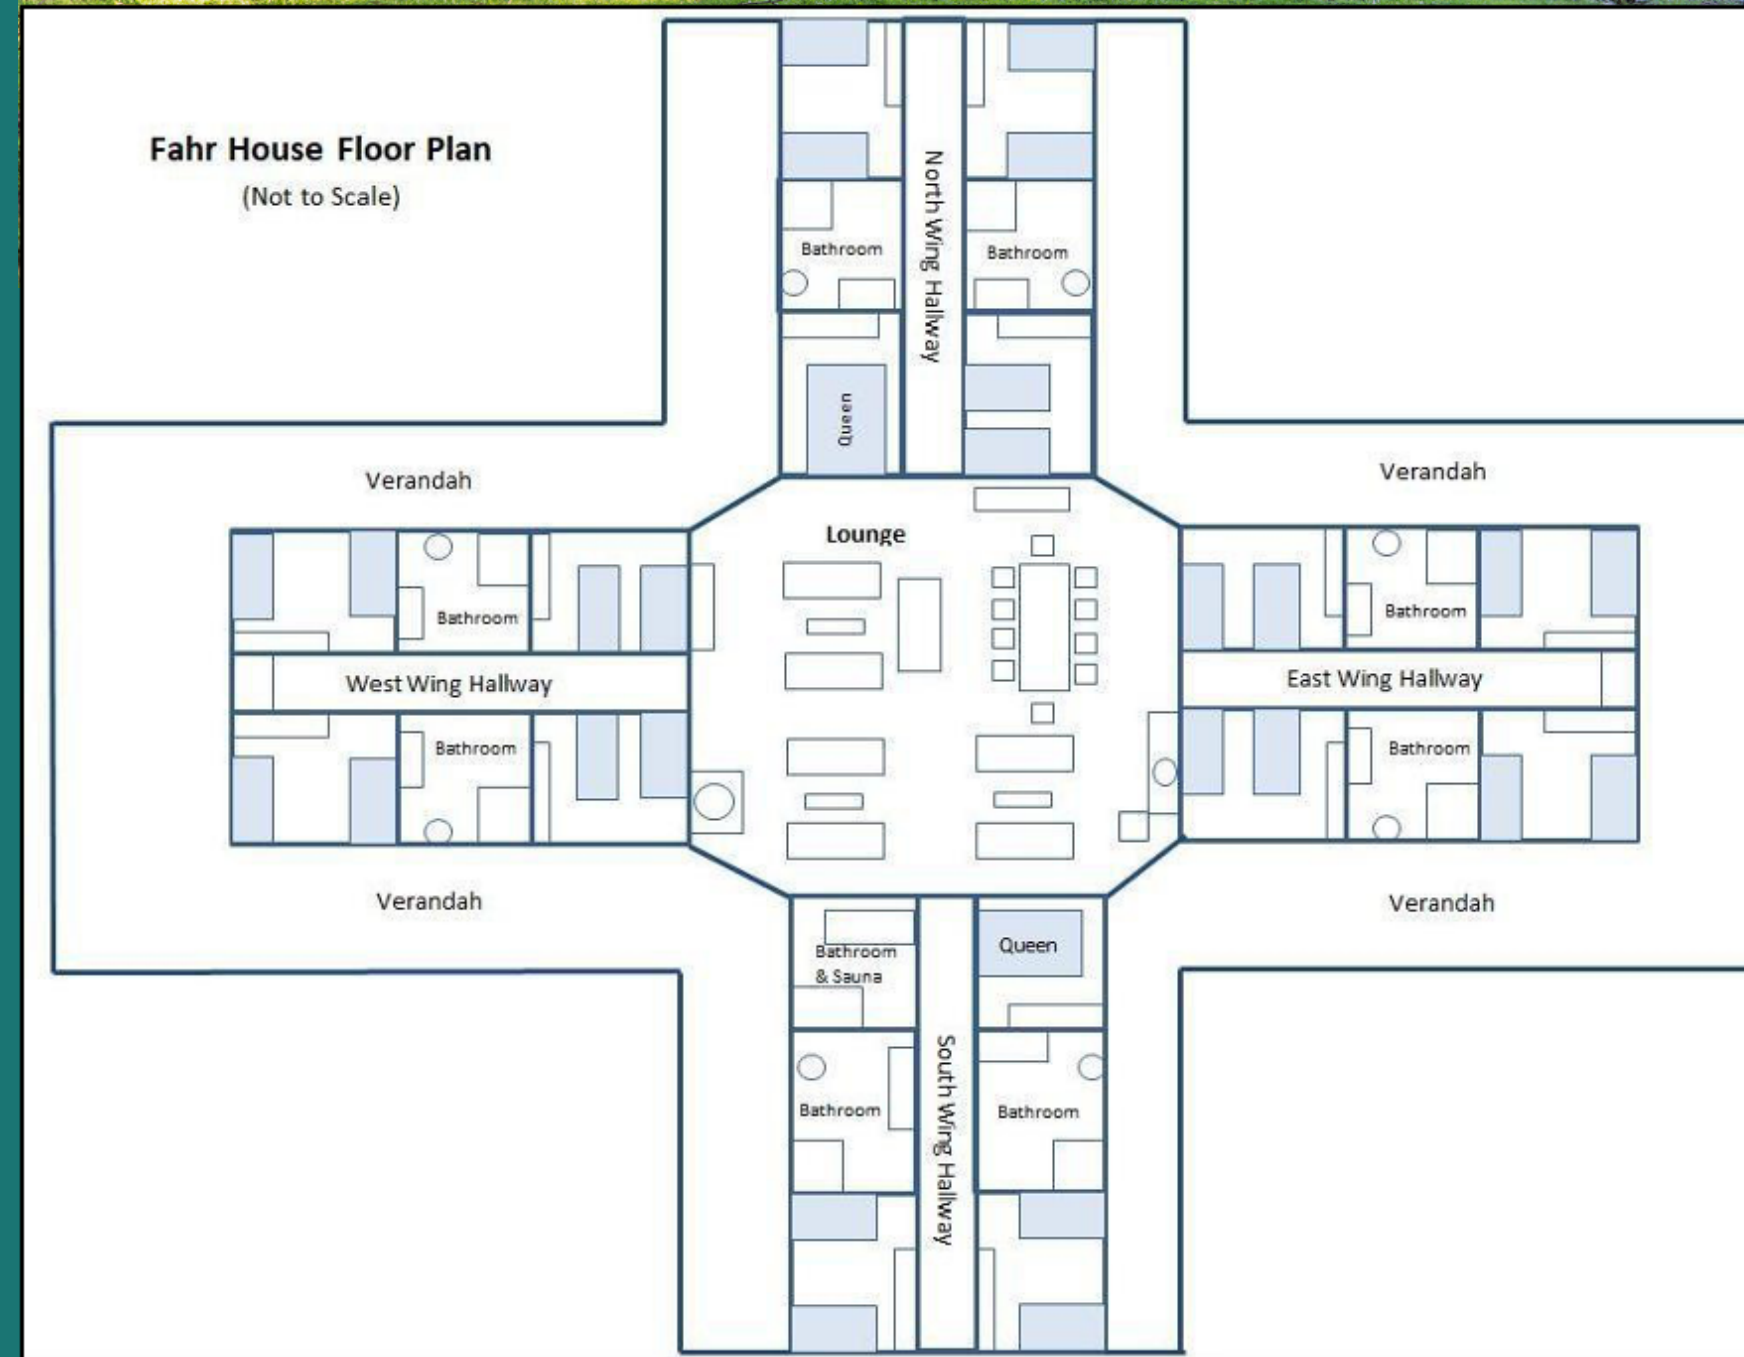 Fahr House Floor Plan
(Not to Scale)
North Wing Hallway
Bathroom
Bathroom
Queen
Verandah
Verandah
Lounge
Bathroom
Bathroom
West Wing Hallway
East Wing Hallway
Bathroom
Bathroom
Verandah
Verandah
Bathroom
& Sauna
Queen
South Wing Hallway
Bathroom
Bathroom